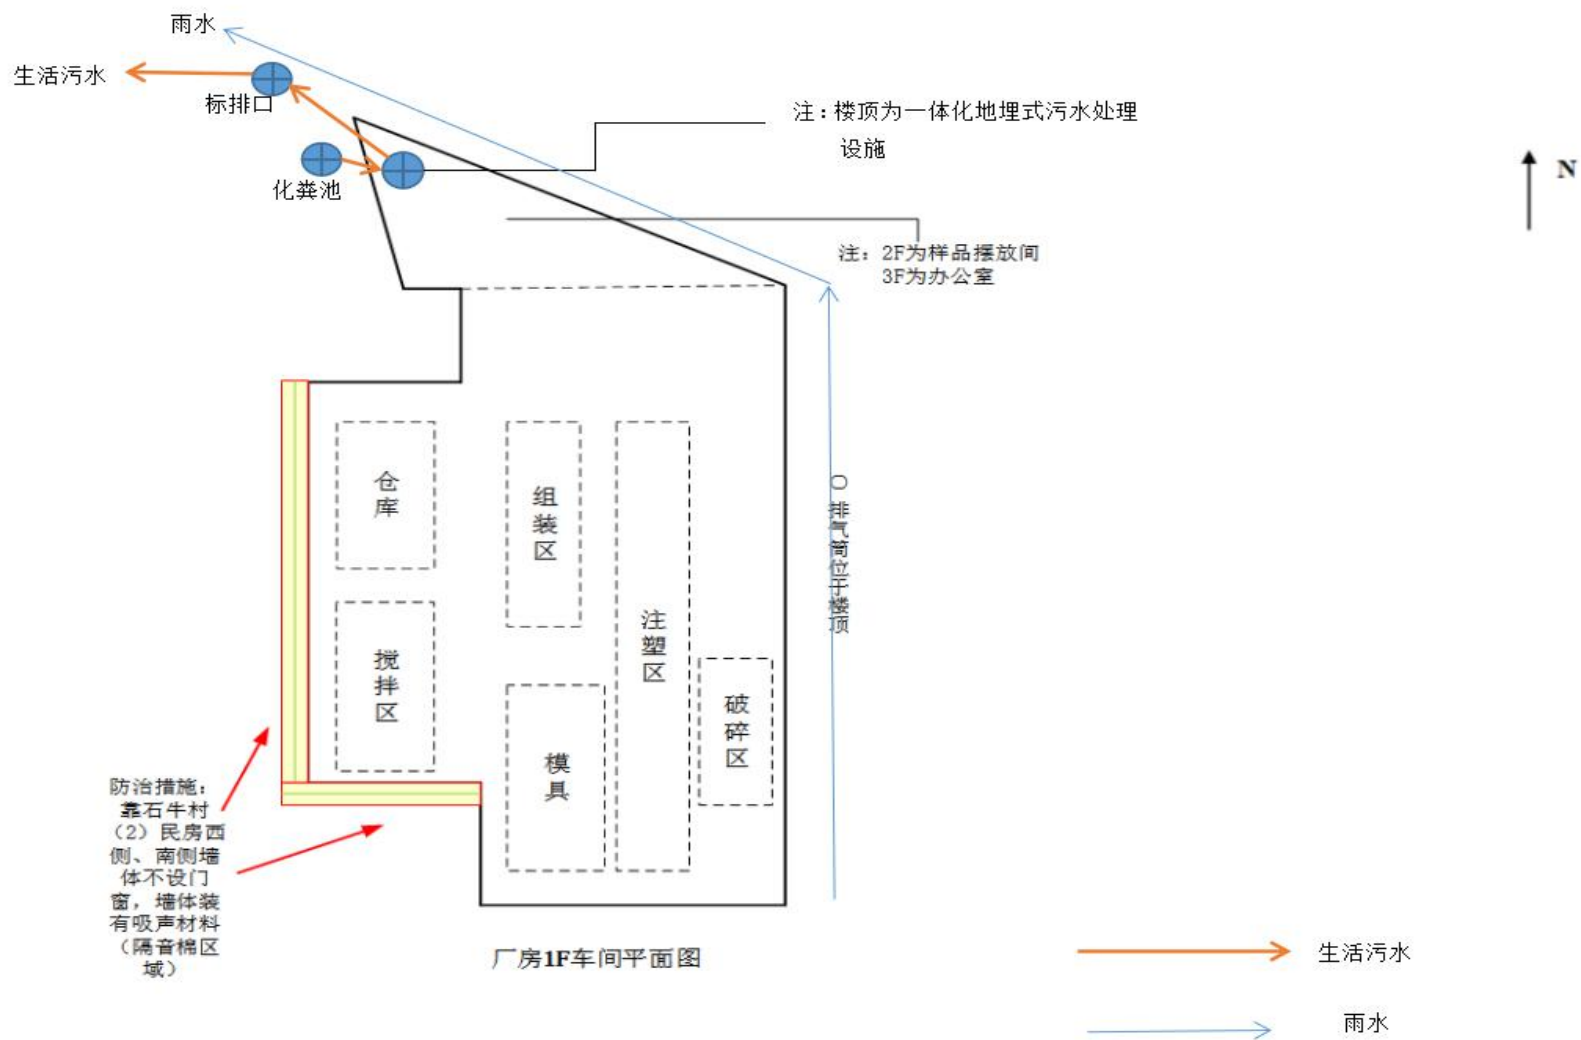 雨水
生活污水
标排口
化粪池
注：楼顶为一体化地埋式污水处理
设施
N
注：2F为样品摆放间
3F为办公室
仓库
组装区
注塑区
搅拌区
模具
破碎区
排气筒位于楼顶
防治措施：
靠石牛村
（2）民房西
侧、南侧墙
体不设门
窗，墙体装
有吸声材料
（隔音棉区
域）
厂房1F车间平面图
生活污水
雨水